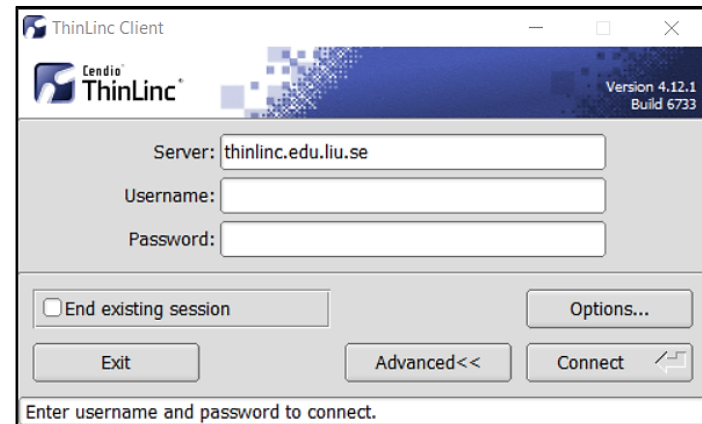 ThinLinc Client
Cendio
ThinLinc
Version 4.12.1
Build 6733
Server: thinlinc.edu.liu.se
Username:
Password:
End existing session
Options...
Exit
Advanced<<
Connect
Enter username and password to connect.